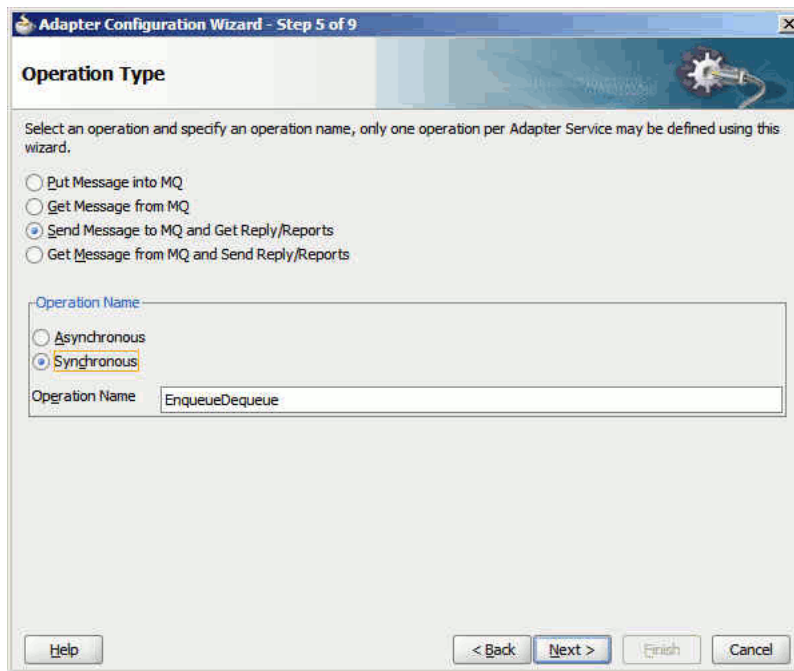 Adapter Configuration Wizard - Step 5 of 9
Operation Type
Select an operation and specify an operation name, only one operation per Adapter Service may be defined using this
wizard.
Put Message into MQ
Get Message from MQ
Send Message to MQ and Get Reply/Reports
Get Message from MQ and Send Reply/Reports
Operation Name
Asynchronous
Synchronous
Operation Name EnqueueDequeue
Help < Back Next > Finish Cancel